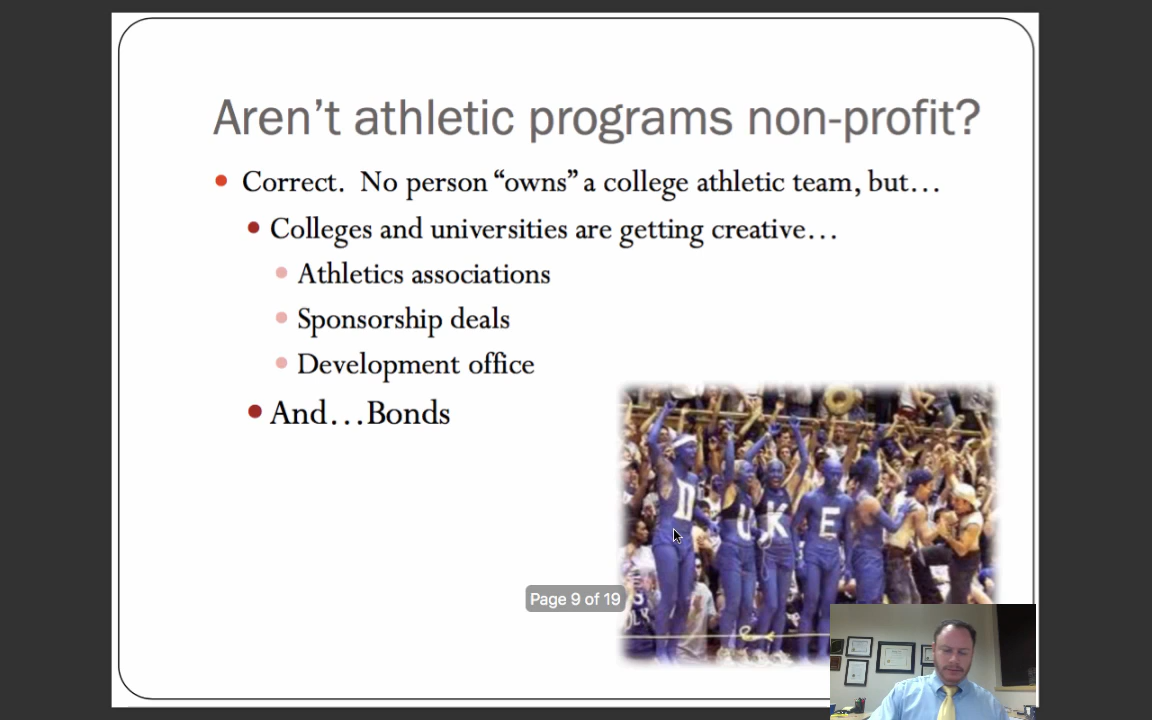 Aren’t athletic programs non-profit?
Correct. No person “owns” a college athletic team, but…
Colleges and universities are getting creative…
Athletics associations
Sponsorship deals
Development office
And…Bonds
D U K E
Page 9 of 19